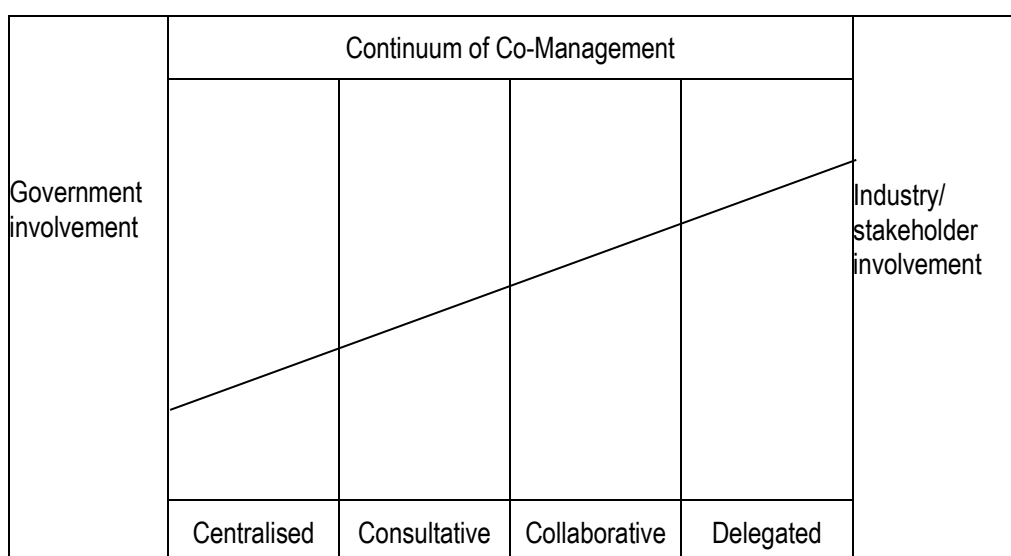 Continuum of Co-Management
Government
involvement
Industry/
stakeholder
involvement
Centralised
Consultative
Collaborative
Delegated